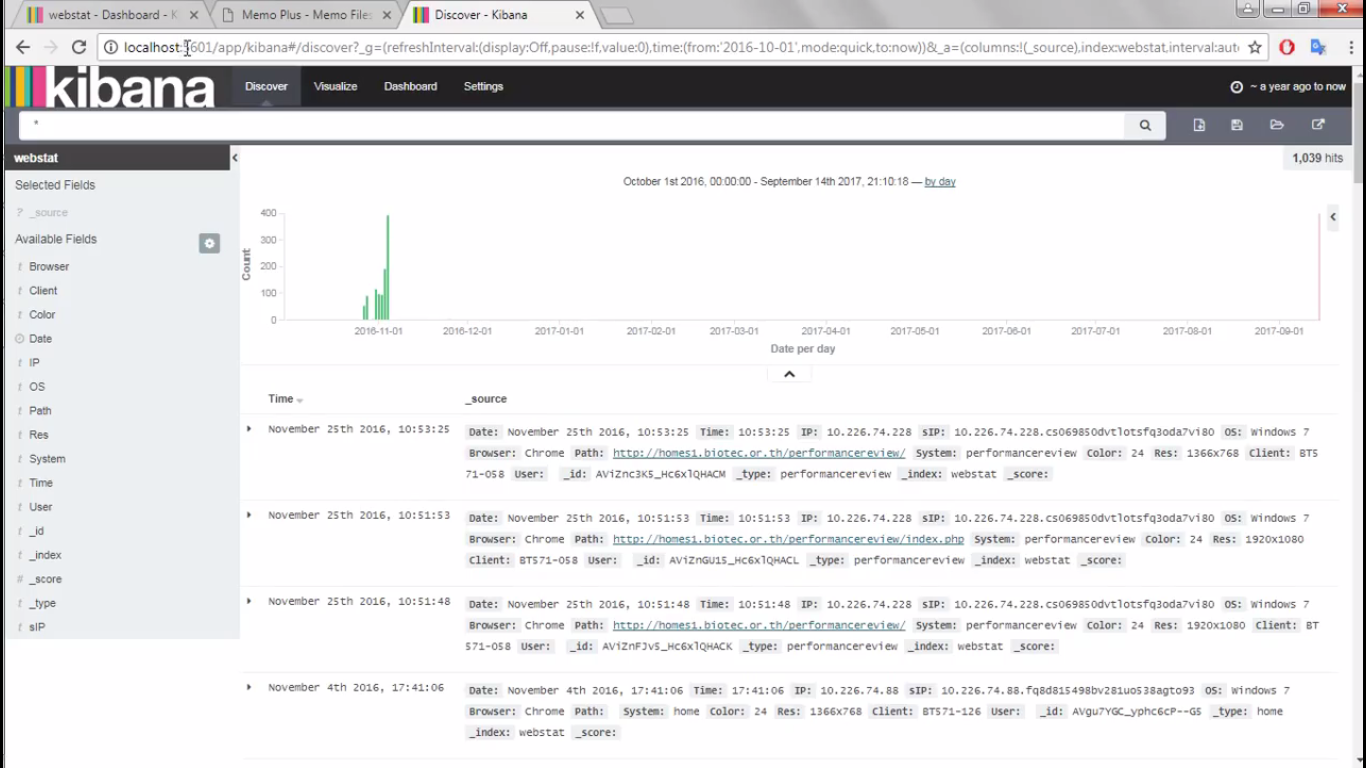 webstat - Dashboard - K
Memo Plus - Memo Files
Discover - Kibana
localhost:5601/app/kibana#/discover?_g=(refreshInterval:(display:Off,pause:!f,value:0),time:(from:'2016-10-01',mode:quick,to:now))&_a=(columns:!(_source),index:webstat,interval:auto
kibana
Discover
Visualize
Dashboard
Settings
~ a year ago to now
*
webstat
1,039 hits
Selected Fields
? _source
Available Fields
t Browser
t Client
t Color
Date
t IP
t OS
t Path
t Res
t System
t Time
t User
t _id
t _index
# _score
t _type
t sIP
October 1st 2016, 00:00:00 - September 14th 2017, 21:10:18 — by day
Count
400
300
200
100
0
2016-11-01
2016-12-01
2017-01-01
2017-02-01
2017-03-01
2017-04-01
2017-05-01
2017-06-01
2017-07-01
2017-08-01
2017-09-01
Date per day
Time
_source
November 25th 2016, 10:53:25
Date: November 25th 2016, 10:53:25 Time: 10:53:25 IP: 10.226.74.228 sIP: 10.226.74.228.cs069850dvtlotsfq3oda7vi80 OS: Windows 7
Browser: Chrome Path: http://homes1.biotec.or.th/performancereview/ System: performancereview Color: 24 Res: 1366x768 Client: BT5
71-058 User: _id: AViZnc3K5_Hc6xlQHACM _type: performancereview _index: webstat _score:
November 25th 2016, 10:51:53
Date: November 25th 2016, 10:51:53 Time: 10:51:53 IP: 10.226.74.228 sIP: 10.226.74.228.cs069850dvtlotsfq3oda7vi80 OS: Windows 7
Browser: Chrome Path: http://homes1.biotec.or.th/performancereview/index.php System: performancereview Color: 24 Res: 1920x1080
Client: BT571-058 User: _id: AViZnGU15_Hc6xlQHACL _type: performancereview _index: webstat _score:
November 25th 2016, 10:51:48
Date: November 25th 2016, 10:51:48 Time: 10:51:48 IP: 10.226.74.228 sIP: 10.226.74.228.cs069850dvtlotsfq3oda7vi80 OS: Windows 7
Browser: Chrome Path: http://homes1.biotec.or.th/performancereview/ System: performancereview Color: 24 Res: 1920x1080 Client: BT
571-058 User: _id: AViZnFJv5_Hc6xlQHACK _type: performancereview _index: webstat _score:
November 4th 2016, 17:41:06
Date: November 4th 2016, 17:41:06 Time: 17:41:06 IP: 10.226.74.88 sIP: 10.226.74.88.fq8d815498bv281uo538agto93 OS: Windows 7
Browser: Chrome Path: System: home Color: 24 Res: 1366x768 Client: BT571-126 User: _id: AVgu7YGC_yphc6cP--GS _type: home
_index: webstat _score: